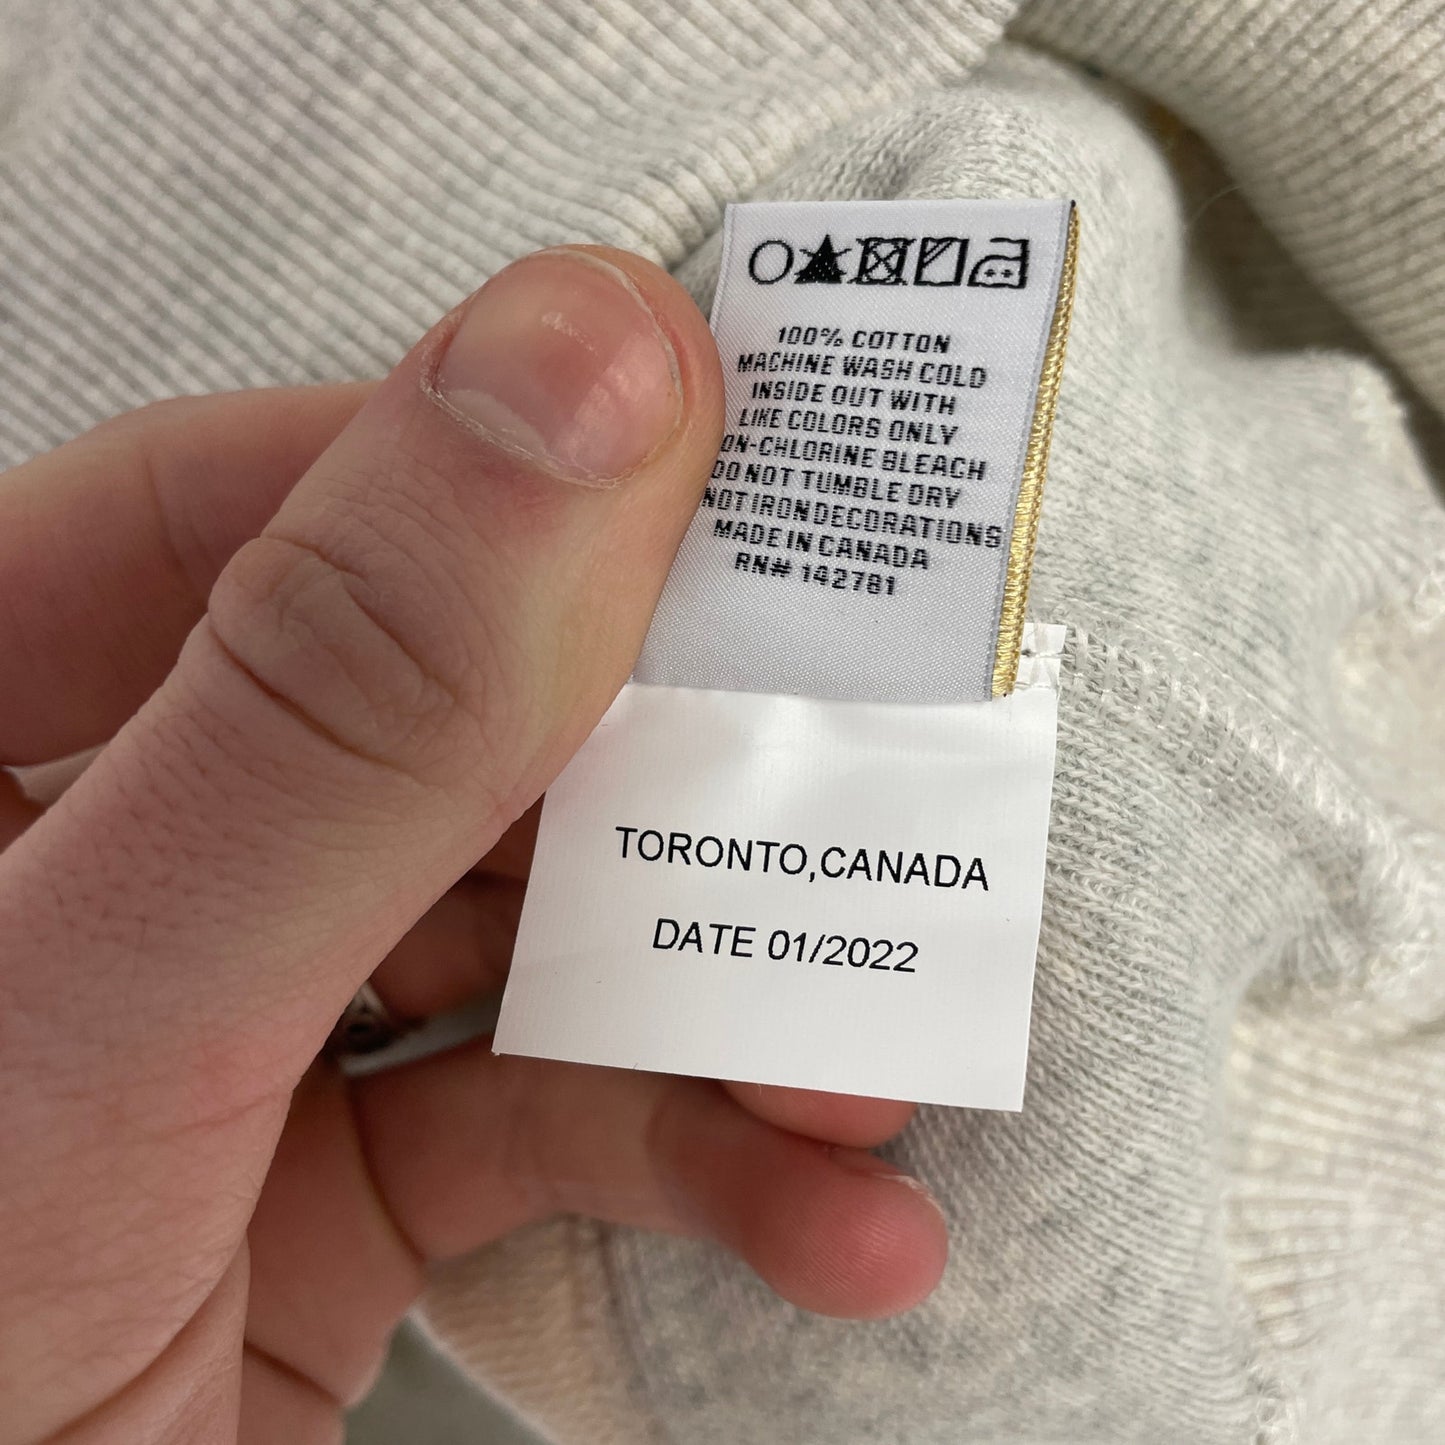 100% COTTON
MACHINE WASH COLD
INSIDE OUT WITH
LIKE COLORS ONLY
ON-CHLORINE BLEACH
DO NOT TUMBLE DRY
NOT IRON DECORATIONS
MADE IN CANADA
RN# 142781
TORONTO,CANADA
DATE 01/2022